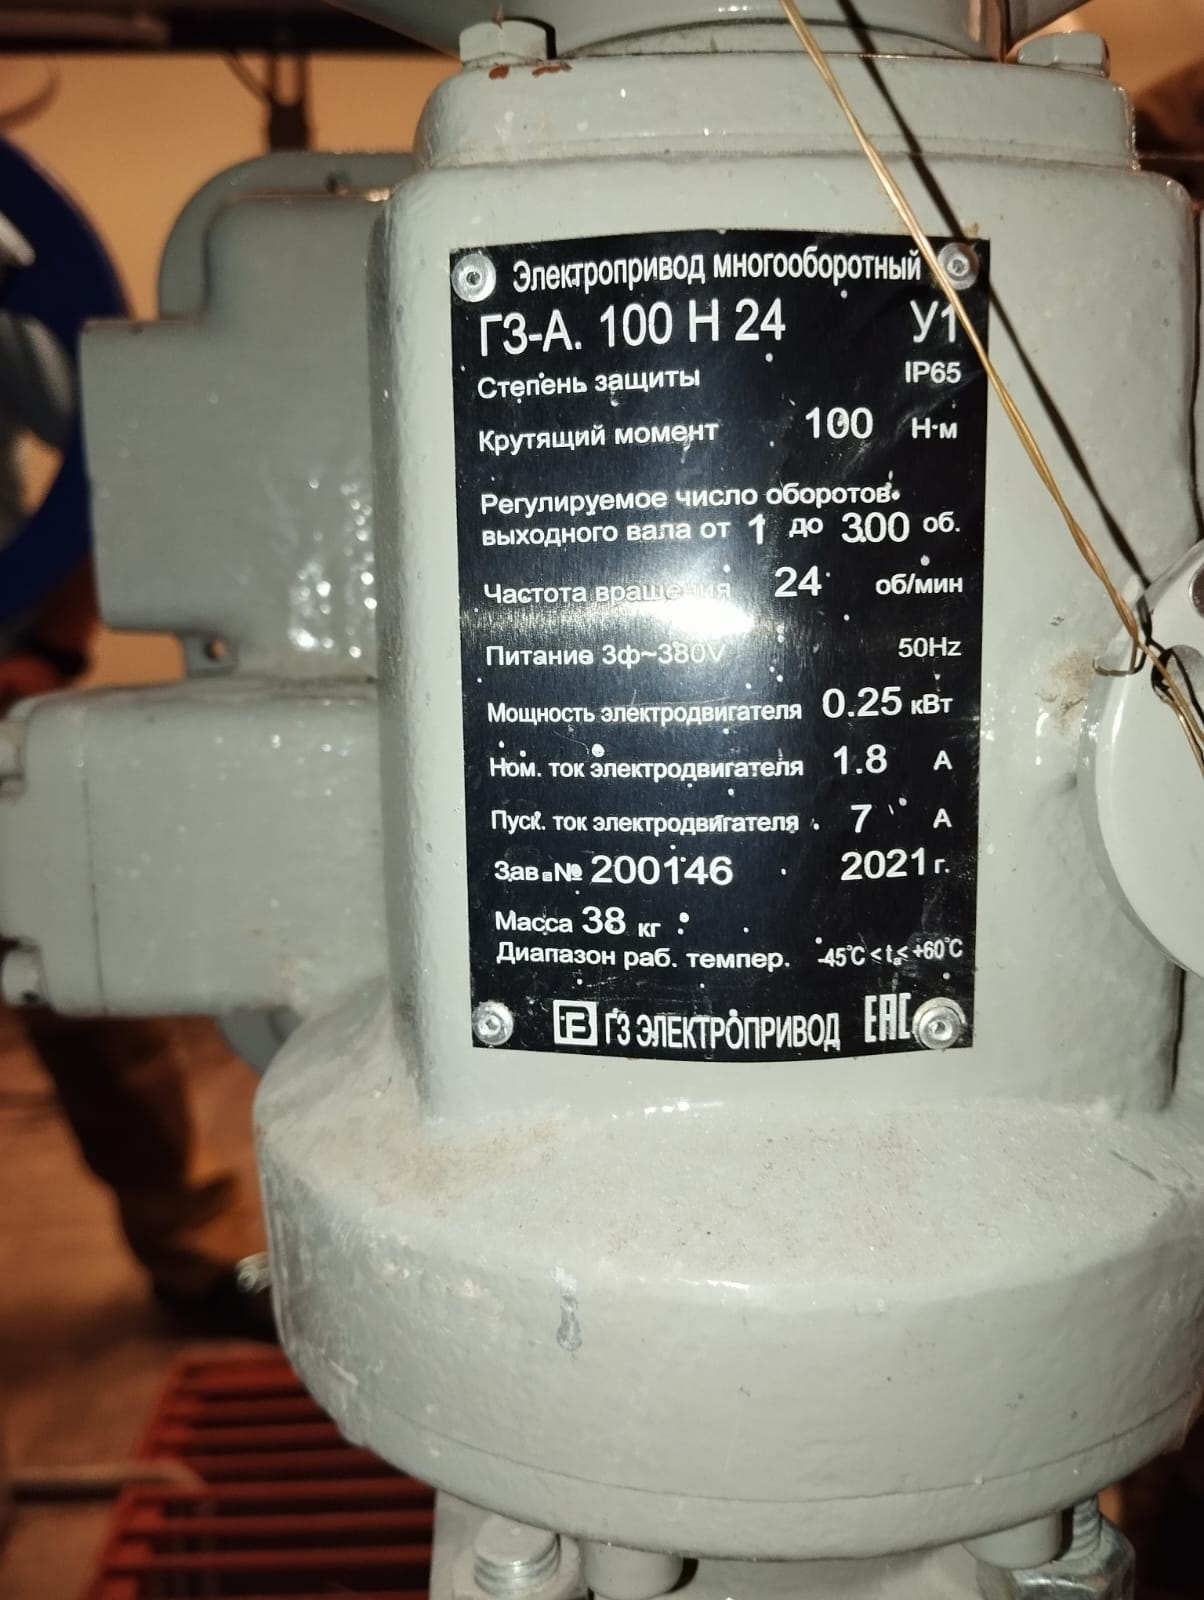 Электропривод многооборотный
ГЗ-А. 100 Н 24 У1
Степень защиты IP65
Крутящий момент 100 Н·м
Регулируемое число оборотов
выходного вала от 1 до 300 об.
Частота вращения 24 об/мин
Питание 3ф~380V 50Hz
Мощность электродвигателя 0.25 кВт
Ном. ток электродвигателя 1.8 А
Пуск. ток электродвигателя 7 А
Зав. № 200146 2021 г.
Масса 38 кг
Диапазон раб. темпер. -45°С < tₐ < +60°С
ГЗ ЭЛЕКТРОПРИВОД ЕАС